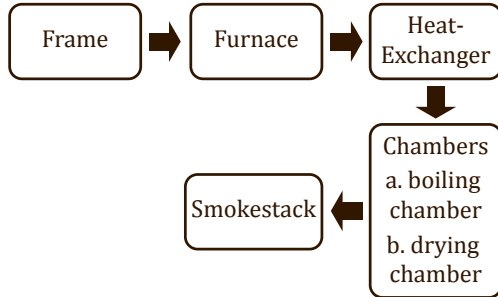 Frame
Furnace
Heat-
Exchanger
Chambers
a. boiling
chamber
b. drying
chamber
Smokestack